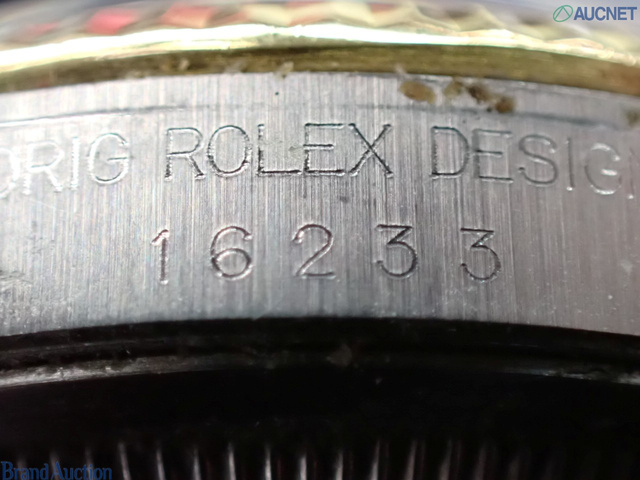 AUCNET
ORIG ROLEX DESIG
16233
Brand Auction